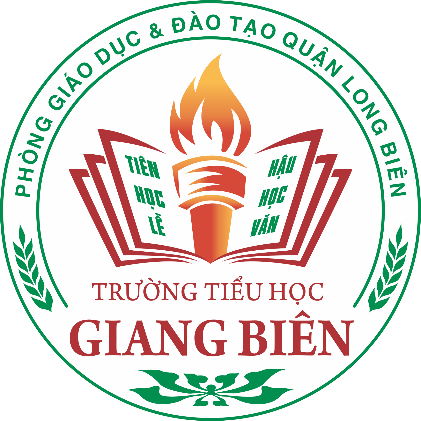 PHÒNG GIÁO DỤC & ĐÀO TẠO QUẬN LONG BIÊN
TIÊN
HỌC
LỄ
HẬU
HỌC
VĂN
TRƯỜNG TIỂU HỌC
GIANG BIÊN